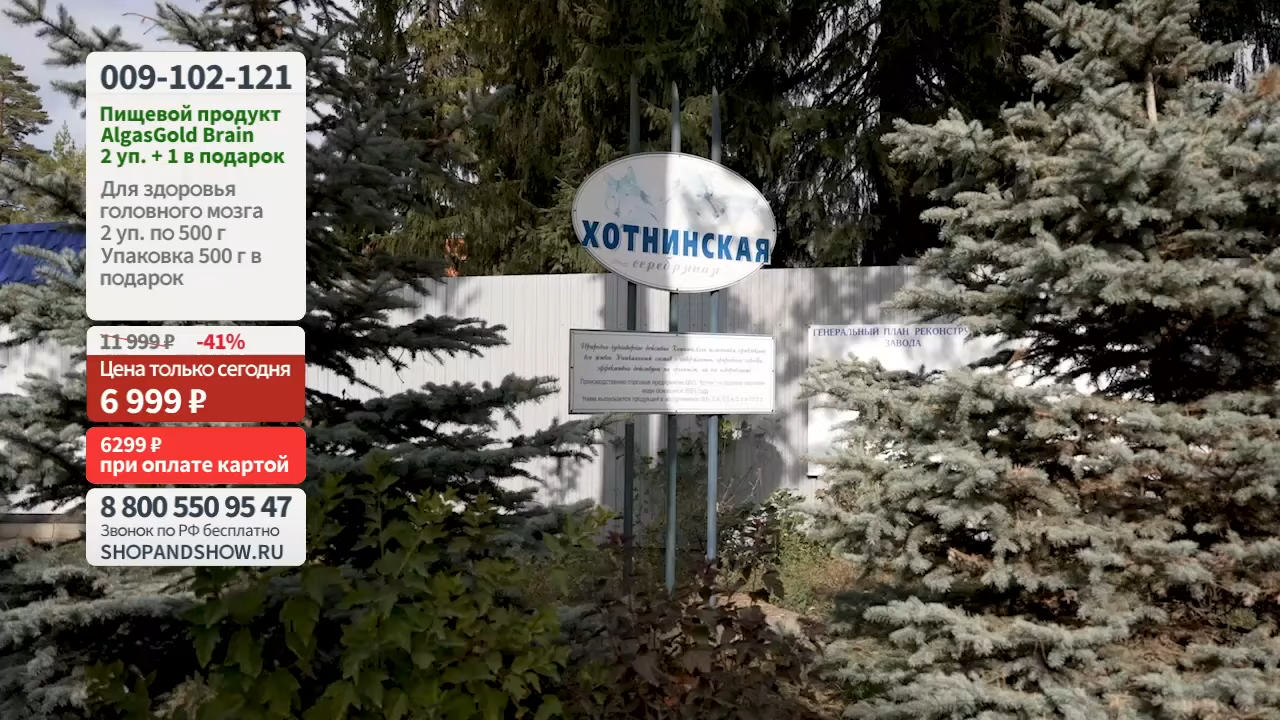 009-102-121
Пищевой продукт
AlgasGold Brain
2 уп. + 1 в подарок
Для здоровья
головного мозга
2 уп. по 500 г
Упаковка 500 г в
подарок
11 999 ₽ -41%
Цена только сегодня
6 999 ₽
6299 ₽
при оплате картой
8 800 550 95 47
Звонок по РФ бесплатно
SHOPANDSHOW.RU
ХОТНИНСКАЯ
серебряная
ГЕНЕРАЛЬНЫЙ ПЛАН РЕКОНСТРУ
ЗАВОДА